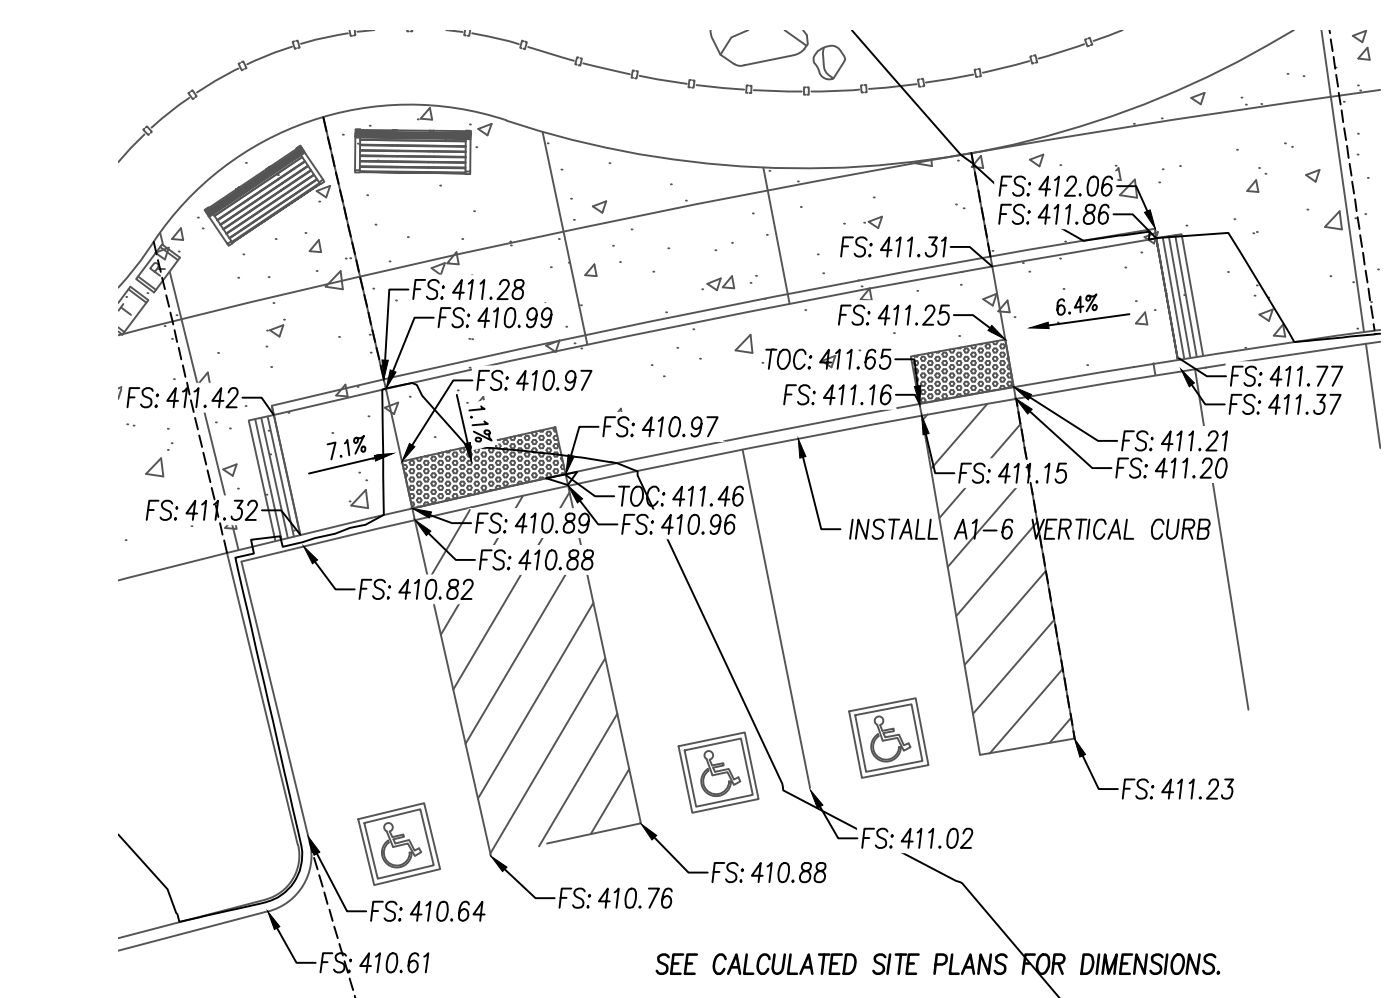 FS: 412.06
FS: 411.86
FS: 411.31
FS: 411.28
FS: 410.99
6.4%
FS: 411.25
TOC: 411.65
FS: 411.16
FS: 410.97
FS: 411.77
FS: 411.37
FS: 411.42
1.1%
7.1%
FS: 410.97
FS: 411.21
FS: 411.20
FS: 411.15
TOC: 411.46
FS: 410.96
FS: 411.32
FS: 410.89
INSTALL A1-6 VERTICAL CURB
FS: 410.88
FS: 410.82
FS: 411.23
FS: 411.02
FS: 410.88
FS: 410.76
FS: 410.64
FS: 410.61
SEE CALCULATED SITE PLANS FOR DIMENSIONS.